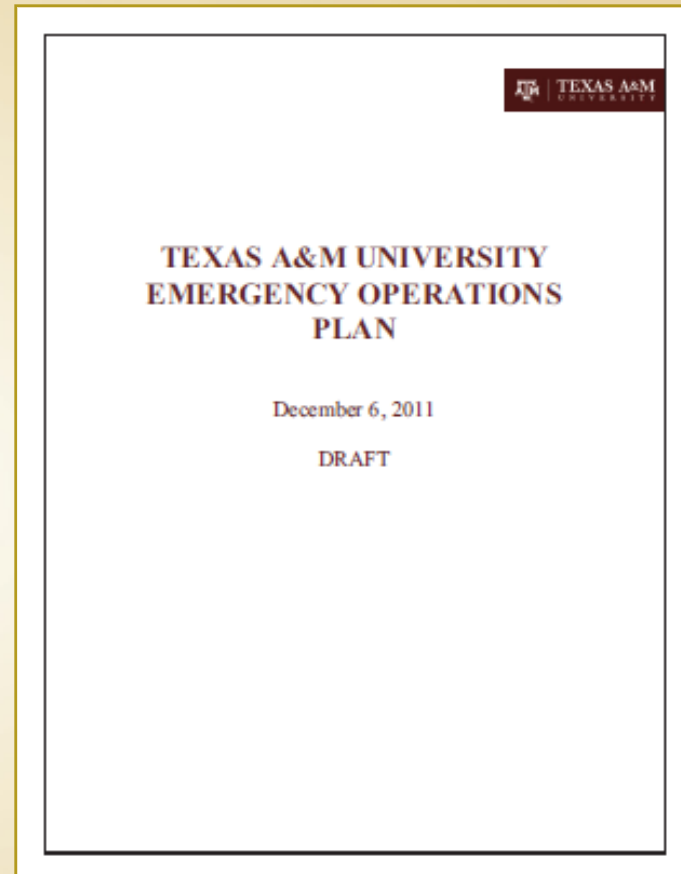 TEXAS A&M
UNIVERSITY
TEXAS A&M UNIVERSITY
EMERGENCY OPERATIONS
PLAN
December 6, 2011
DRAFT